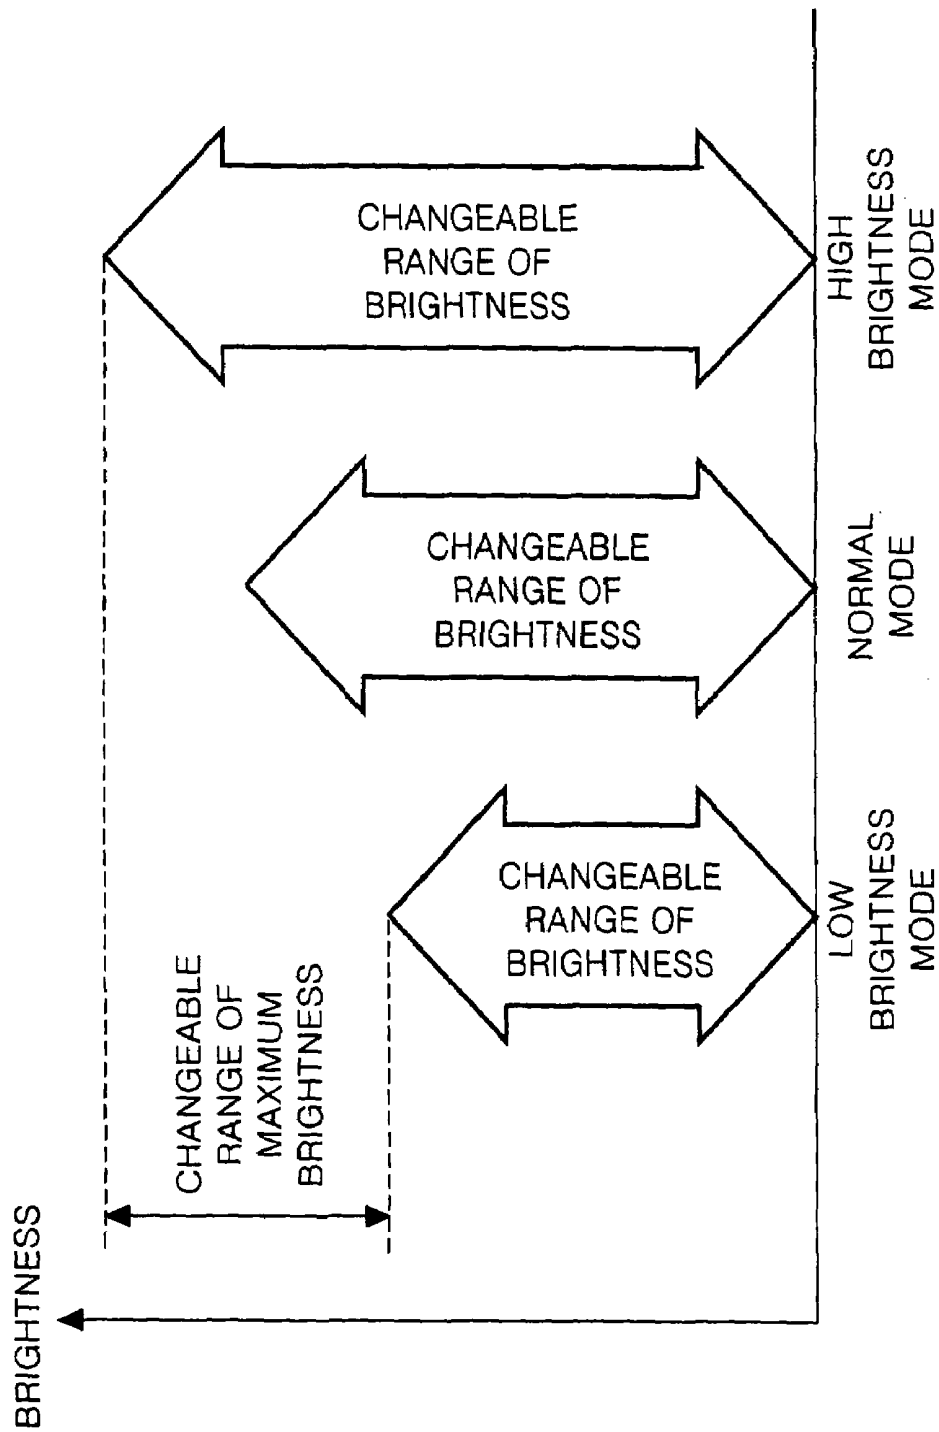 BRIGHTNESS
CHANGEABLE
RANGE OF
MAXIMUM
BRIGHTNESS
CHANGEABLE
RANGE OF
BRIGHTNESS
LOW
BRIGHTNESS
MODE
CHANGEABLE
RANGE OF
BRIGHTNESS
NORMAL
MODE
CHANGEABLE
RANGE OF
BRIGHTNESS
HIGH
BRIGHTNESS
MODE